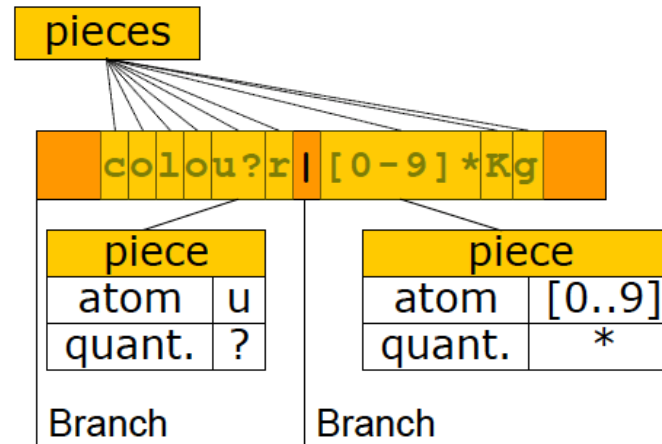 pieces
colou?r|[0-9]*Kg
piece
atom u
quant. ?
piece
atom [0..9]
quant. *
Branch
Branch